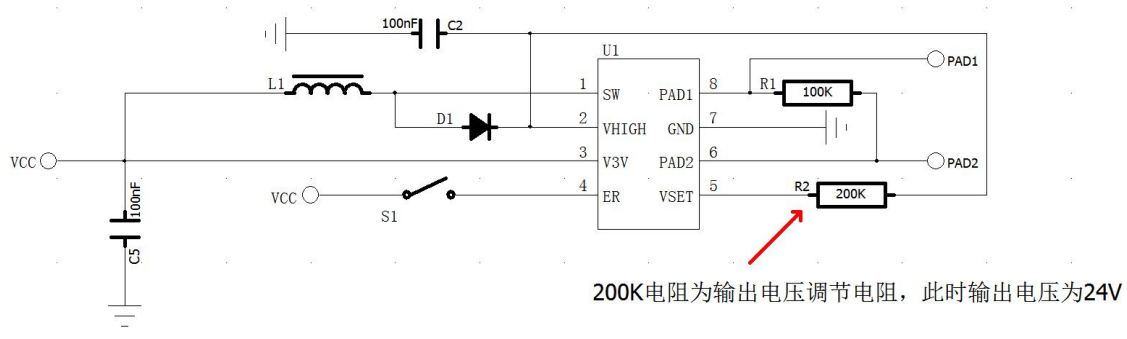 100nF C2
U1
PAD1
L1 1 SW PAD1 8 R1 100K
D1 2 VHIGH GND 7
VCC 3 V3V PAD2 6 PAD2
VCC 4 ER VSET 5 R2 200K
S1
100nF
C5
200K电阻为输出电压调节电阻，此时输出电压为24V